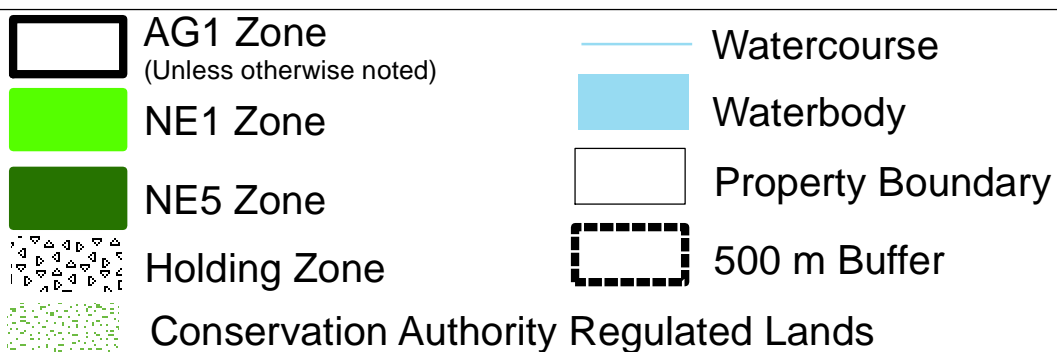 AG1 Zone
(Unless otherwise noted)
NE1 Zone
NE5 Zone
Holding Zone
Conservation Authority Regulated Lands
Watercourse
Waterbody
Property Boundary
500 m Buffer